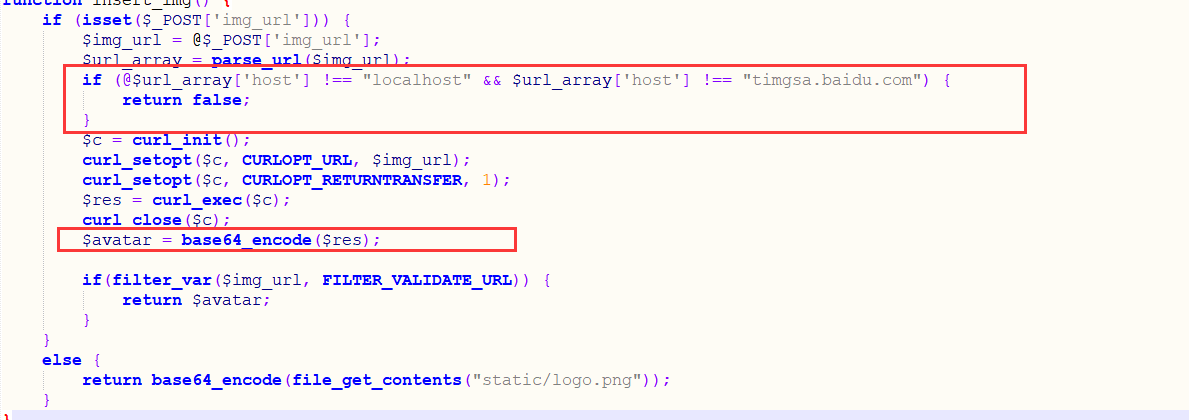 function insert_img() {
if (isset($_POST['img_url'])) {
$img_url = @$_POST['img_url'];
$url_array = parse_url($img_url);
if (@$url_array['host'] !== "localhost" && $url_array['host'] !== "timgsa.baidu.com") {
return false;
}
$c = curl_init();
curl_setopt($c, CURLOPT_URL, $img_url);
curl_setopt($c, CURLOPT_RETURNTRANSFER, 1);
$res = curl_exec($c);
curl_close($c);
$avatar = base64_encode($res);
if(filter_var($img_url, FILTER_VALIDATE_URL)) {
return $avatar;
}
}
else {
return base64_encode(file_get_contents("static/logo.png"));
}
}